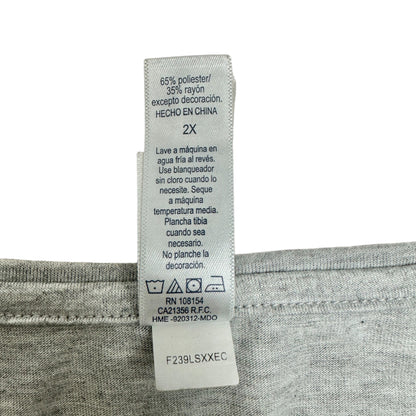 65% poliester/
35% rayón
excepto decoración.
HECHO EN CHINA
2X
Lave a máquina en
agua fría al revés.
Use blanqueador
sin cloro cuando lo
necesite. Seque
a máquina
temperatura media.
Plancha tibia
cuando sea
necesario.
No planche la
decoración.
RN 108154
CA21356 R.F.C.
HME -920312-MDO
F239LSXXEC